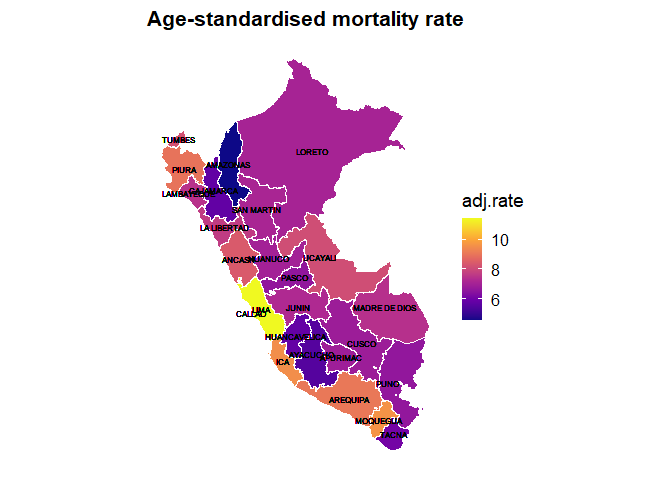 Age-standardised mortality rate
TUMBES
AMAZONAS
LORETO
PIURA
CAJAMARCA
LAMBAYEQUE
SAN MARTIN
LA LIBERTAD
ANCASH
HUANUCO
UCAYALI
PASCO
LIMA
CALLAO
JUNIN
MADRE DE DIOS
HUANCAVELICA
CUSCO
AYACUCHO
APURIMAC
ICA
PUNO
AREQUIPA
MOQUEGUA
TACNA
adj.rate
10
8
6